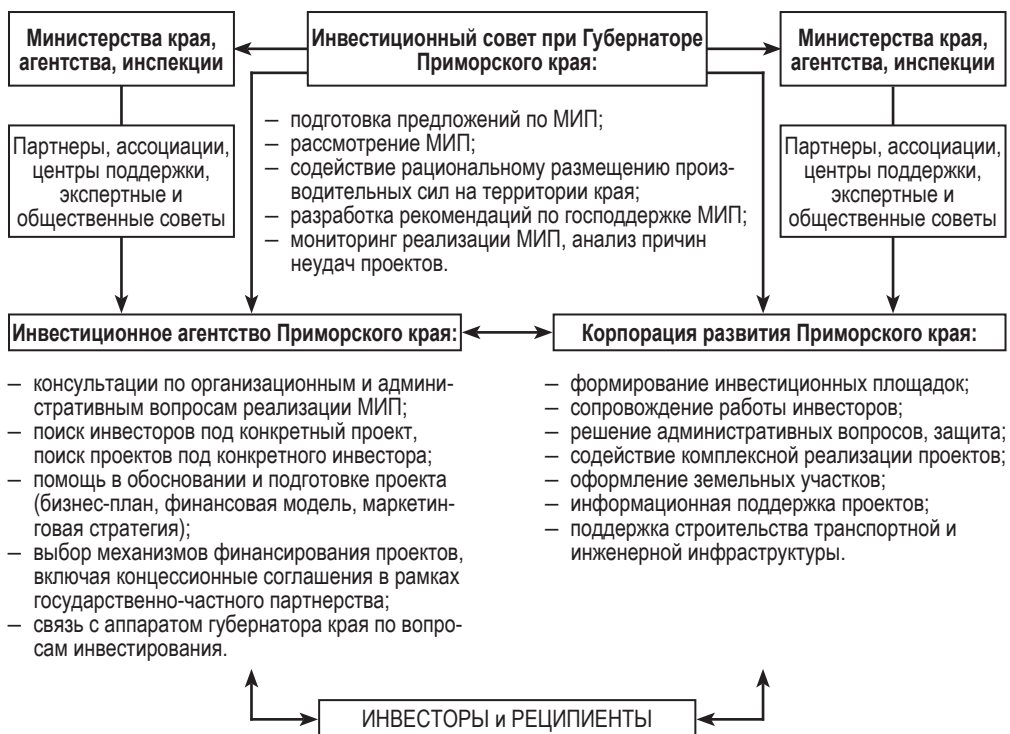 Министерства края,
агентства, инспекции
Инвестиционный совет при Губернаторе
Приморского края:
Министерства края,
агентства, инспекции
Партнеры, ассоциации,
центры поддержки,
экспертные и
общественные советы
— подготовка предложений по МИП;
— рассмотрение МИП;
— содействие рациональному размещению произ-
водительных сил на территории края;
— разработка рекомендаций по господдержке МИП;
— мониторинг реализации МИП, анализ причин
неудач проектов.
Партнеры, ассоциации,
центры поддержки,
экспертные и
общественные советы
Инвестиционное агентство Приморского края:
Корпорация развития Приморского края:
— консультации по организационным и админи-
стративным вопросам реализации МИП;
— поиск инвесторов под конкретный проект,
поиск проектов под конкретного инвестора;
— помощь в обосновании и подготовке проекта
(бизнес-план, финансовая модель, маркетин-
говая стратегия);
— выбор механизмов финансирования проектов,
включая концессионные соглашения в рамках
государственно-частного партнерства;
— связь с аппаратом губернатора края по вопро-
сам инвестирования.
— формирование инвестиционных площадок;
— сопровождение работы инвесторов;
— решение административных вопросов, защита;
— содействие комплексной реализации проектов;
— оформление земельных участков;
— информационная поддержка проектов;
— поддержка строительства транспортной и
инженерной инфраструктуры.
ИНВЕСТОРЫ и РЕЦИПИЕНТЫ